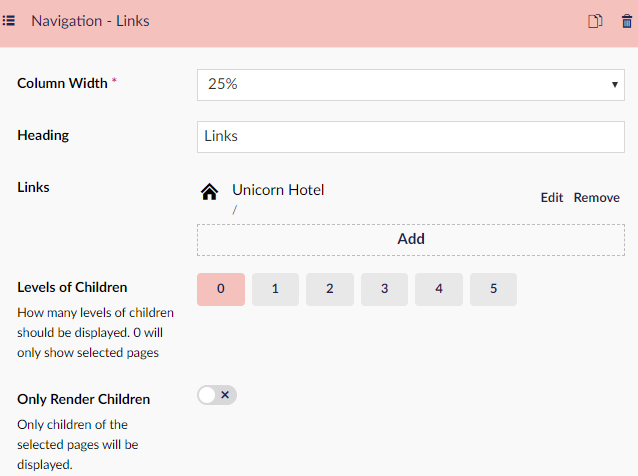 Navigation - Links
Column Width *
25%
Heading
Links
Links
Unicorn Hotel
/
Edit Remove
Add
Levels of Children
0 1 2 3 4 5
How many levels of children
should be displayed. 0 will
only show selected pages
Only Render Children
Only children of the
selected pages will be
displayed.